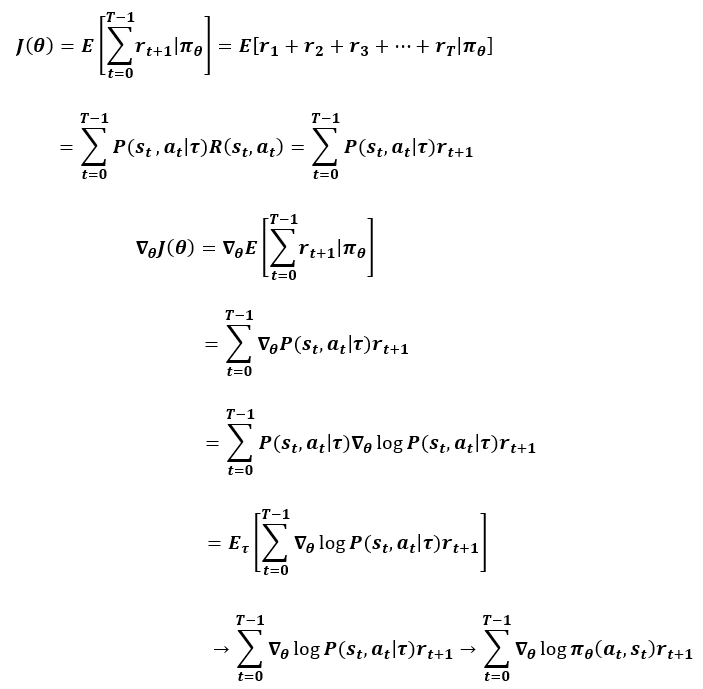 J(θ) = E[∑_{t=0}^{T−1} r_{t+1}|π_θ] = E[r_1 + r_2 + r_3 + ⋯ + r_T|π_θ]
= ∑_{t=0}^{T−1} P(s_t, a_t|τ)R(s_t, a_t) = ∑_{t=0}^{T−1} P(s_t, a_t|τ)r_{t+1}
∇_θJ(θ) = ∇_θE[∑_{t=0}^{T−1} r_{t+1}|π_θ]
= ∑_{t=0}^{T−1} ∇_θP(s_t, a_t|τ)r_{t+1}
= ∑_{t=0}^{T−1} P(s_t, a_t|τ)∇_θ log P(s_t, a_t|τ)r_{t+1}
= E_τ[∑_{t=0}^{T−1} ∇_θ log P(s_t, a_t|τ)r_{t+1}]
→ ∑_{t=0}^{T−1} ∇_θ log P(s_t, a_t|τ)r_{t+1} → ∑_{t=0}^{T−1} ∇_θ log π_θ(a_t, s_t)r_{t+1}